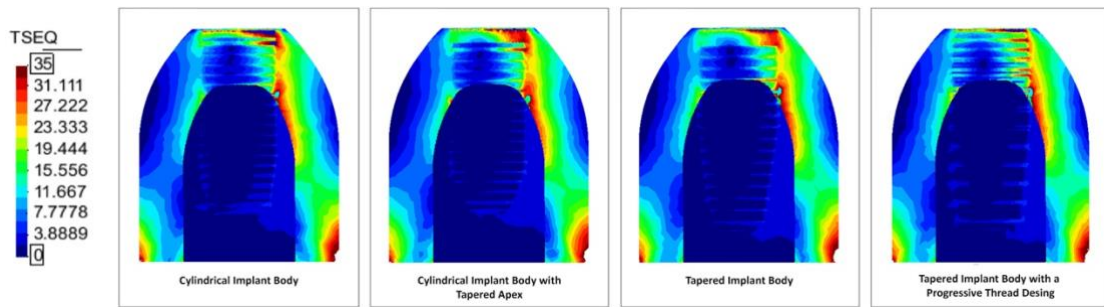 TSEQ
35
31.111
27.222
23.333
19.444
15.556
11.667
7.7778
3.8889
0
Cylindrical Implant Body
Cylindrical Implant Body with
Tapered Apex
Tapered Implant Body
Tapered Implant Body with a
Progressive Thread Desing